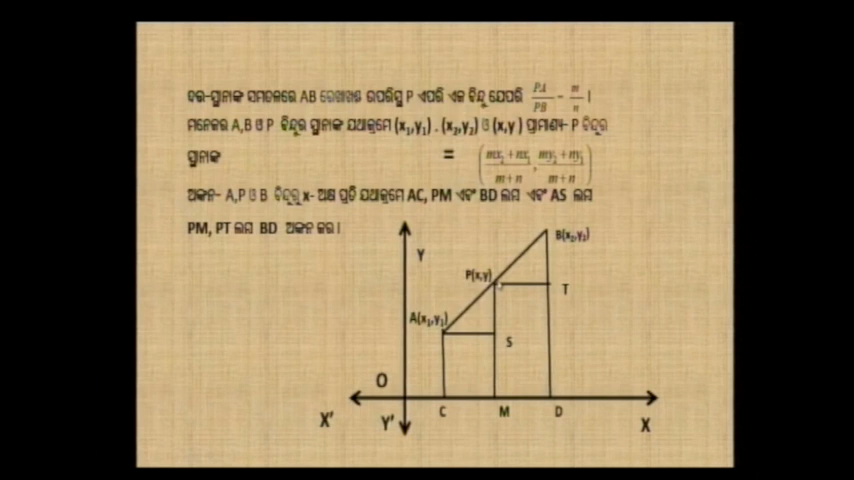 ଦତ୍ତ-ସ୍ଥାନାଙ୍କ ସମତଳରେ AB ରେଖାଖଣ୍ଡ ଉପରିସ୍ଥ P ଏପରି ଏକ ବିନ୍ଦୁ ଯେପରି PA/PB = m/n ।
ମନେକର A,B ଓ P ବିନ୍ଦୁର ସ୍ଥାନାଙ୍କ ଯଥାକ୍ରମେ (x₁,y₁) . (x₂,y₂) ଓ (x,y ) ପ୍ରାମାଣ୍ୟ- P ବିନ୍ଦୁର
ସ୍ଥାନାଙ୍କ = ( mx₂ + nx₁ / m+n , my₂ + ny₁ / m+n )
ଅଙ୍କନ- A,P ଓ B ବିନ୍ଦୁରୁ x- ଅକ୍ଷ ପ୍ରତି ଯଥାକ୍ରମେ AC, PM ଏବଂ BD ଲମ୍ବ ଏବଂ AS ଲମ୍ବ
PM, PT ଲମ୍ବ BD ଅଙ୍କନ କର ।
Y
B(x₂,y₂)
P(x,y)
T
A(x₁,y₁)
S
O
C M D
X' Y' X